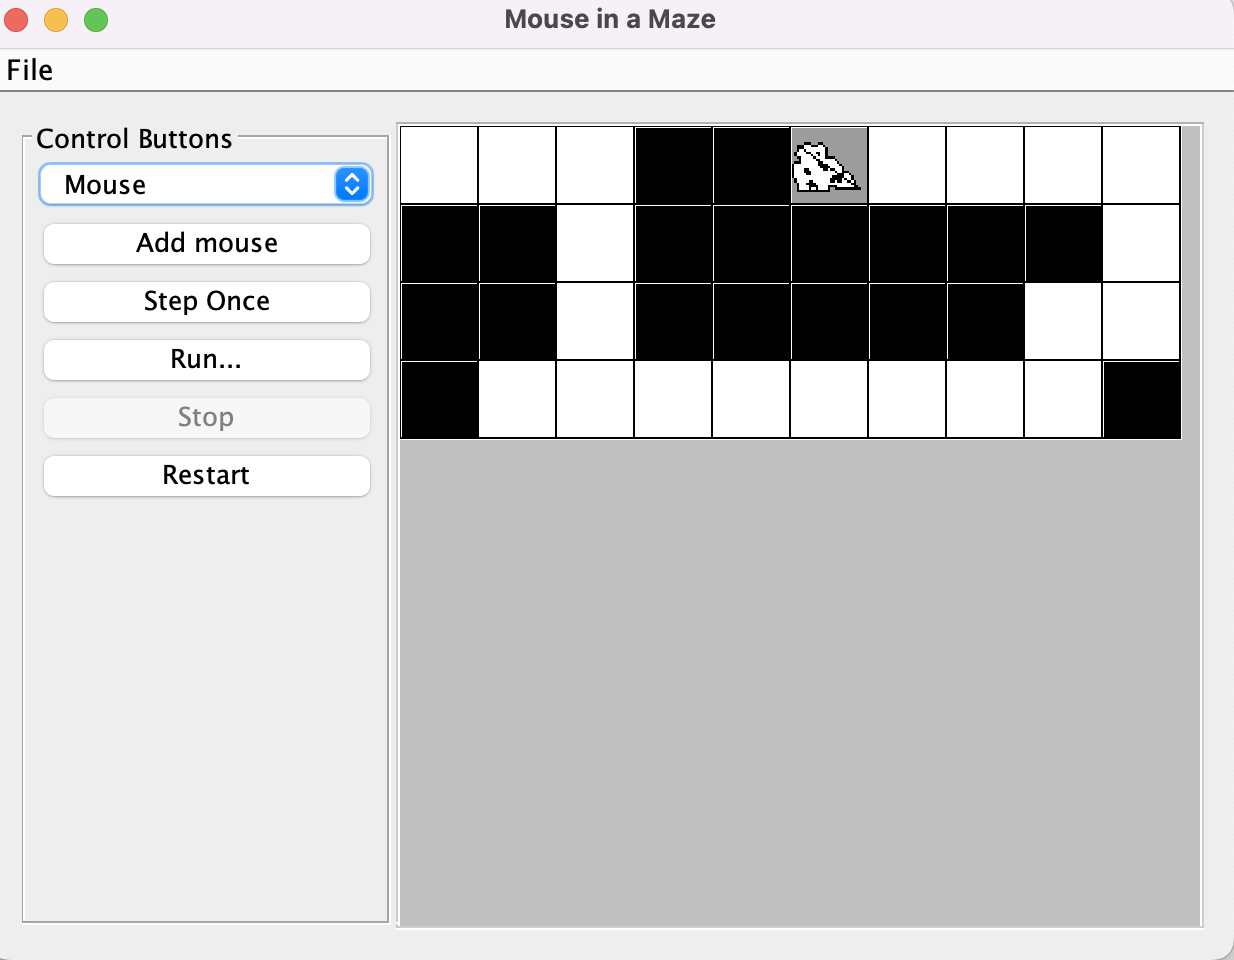 Mouse in a Maze
File
Control Buttons
Mouse
Add mouse
Step Once
Run...
Stop
Restart